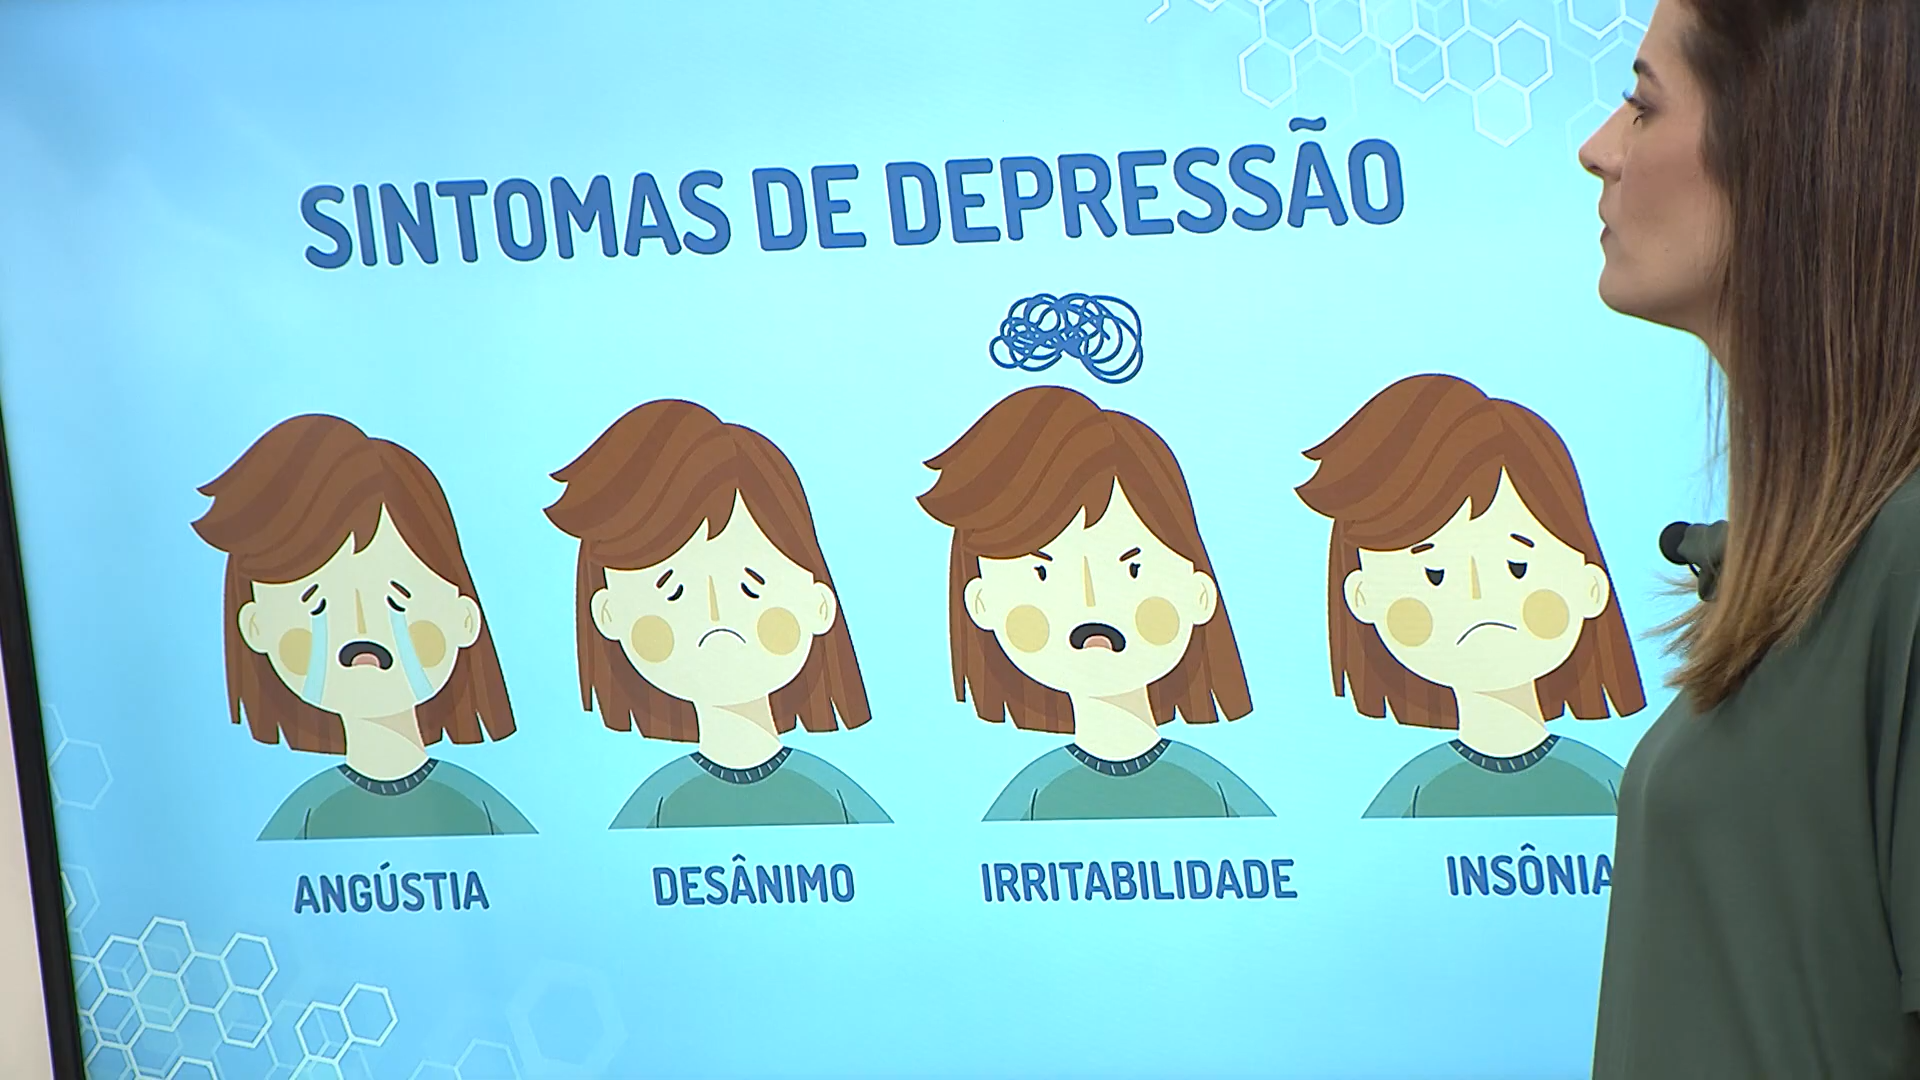 SINTOMAS DE DEPRESSÃO
ANGÚSTIA
DESÂNIMO
IRRITABILIDADE
INSÔNIA